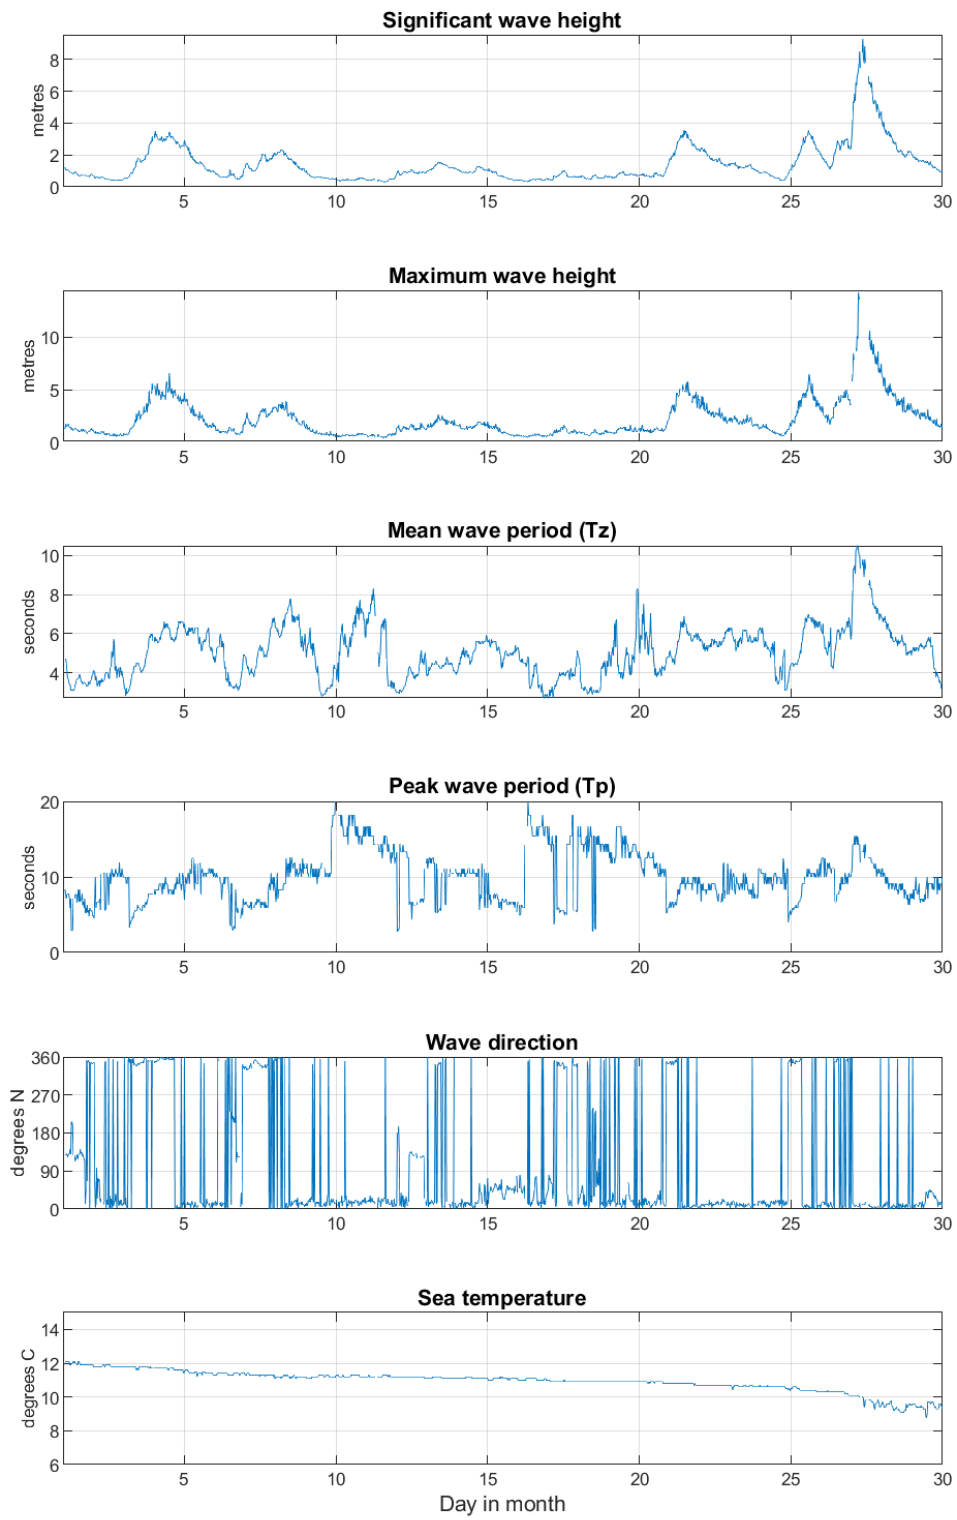 Significant wave height
metres
8
6
4
2
0
5 10 15 20 25 30
Maximum wave height
metres
10
5
0
5 10 15 20 25 30
Mean wave period (Tz)
seconds
10
8
6
4
5 10 15 20 25 30
Peak wave period (Tp)
seconds
20
10
0
5 10 15 20 25 30
Wave direction
degrees N
360
270
180
90
0
5 10 15 20 25 30
Sea temperature
degrees C
14
12
10
8
6
5 10 15 20 25 30
Day in month